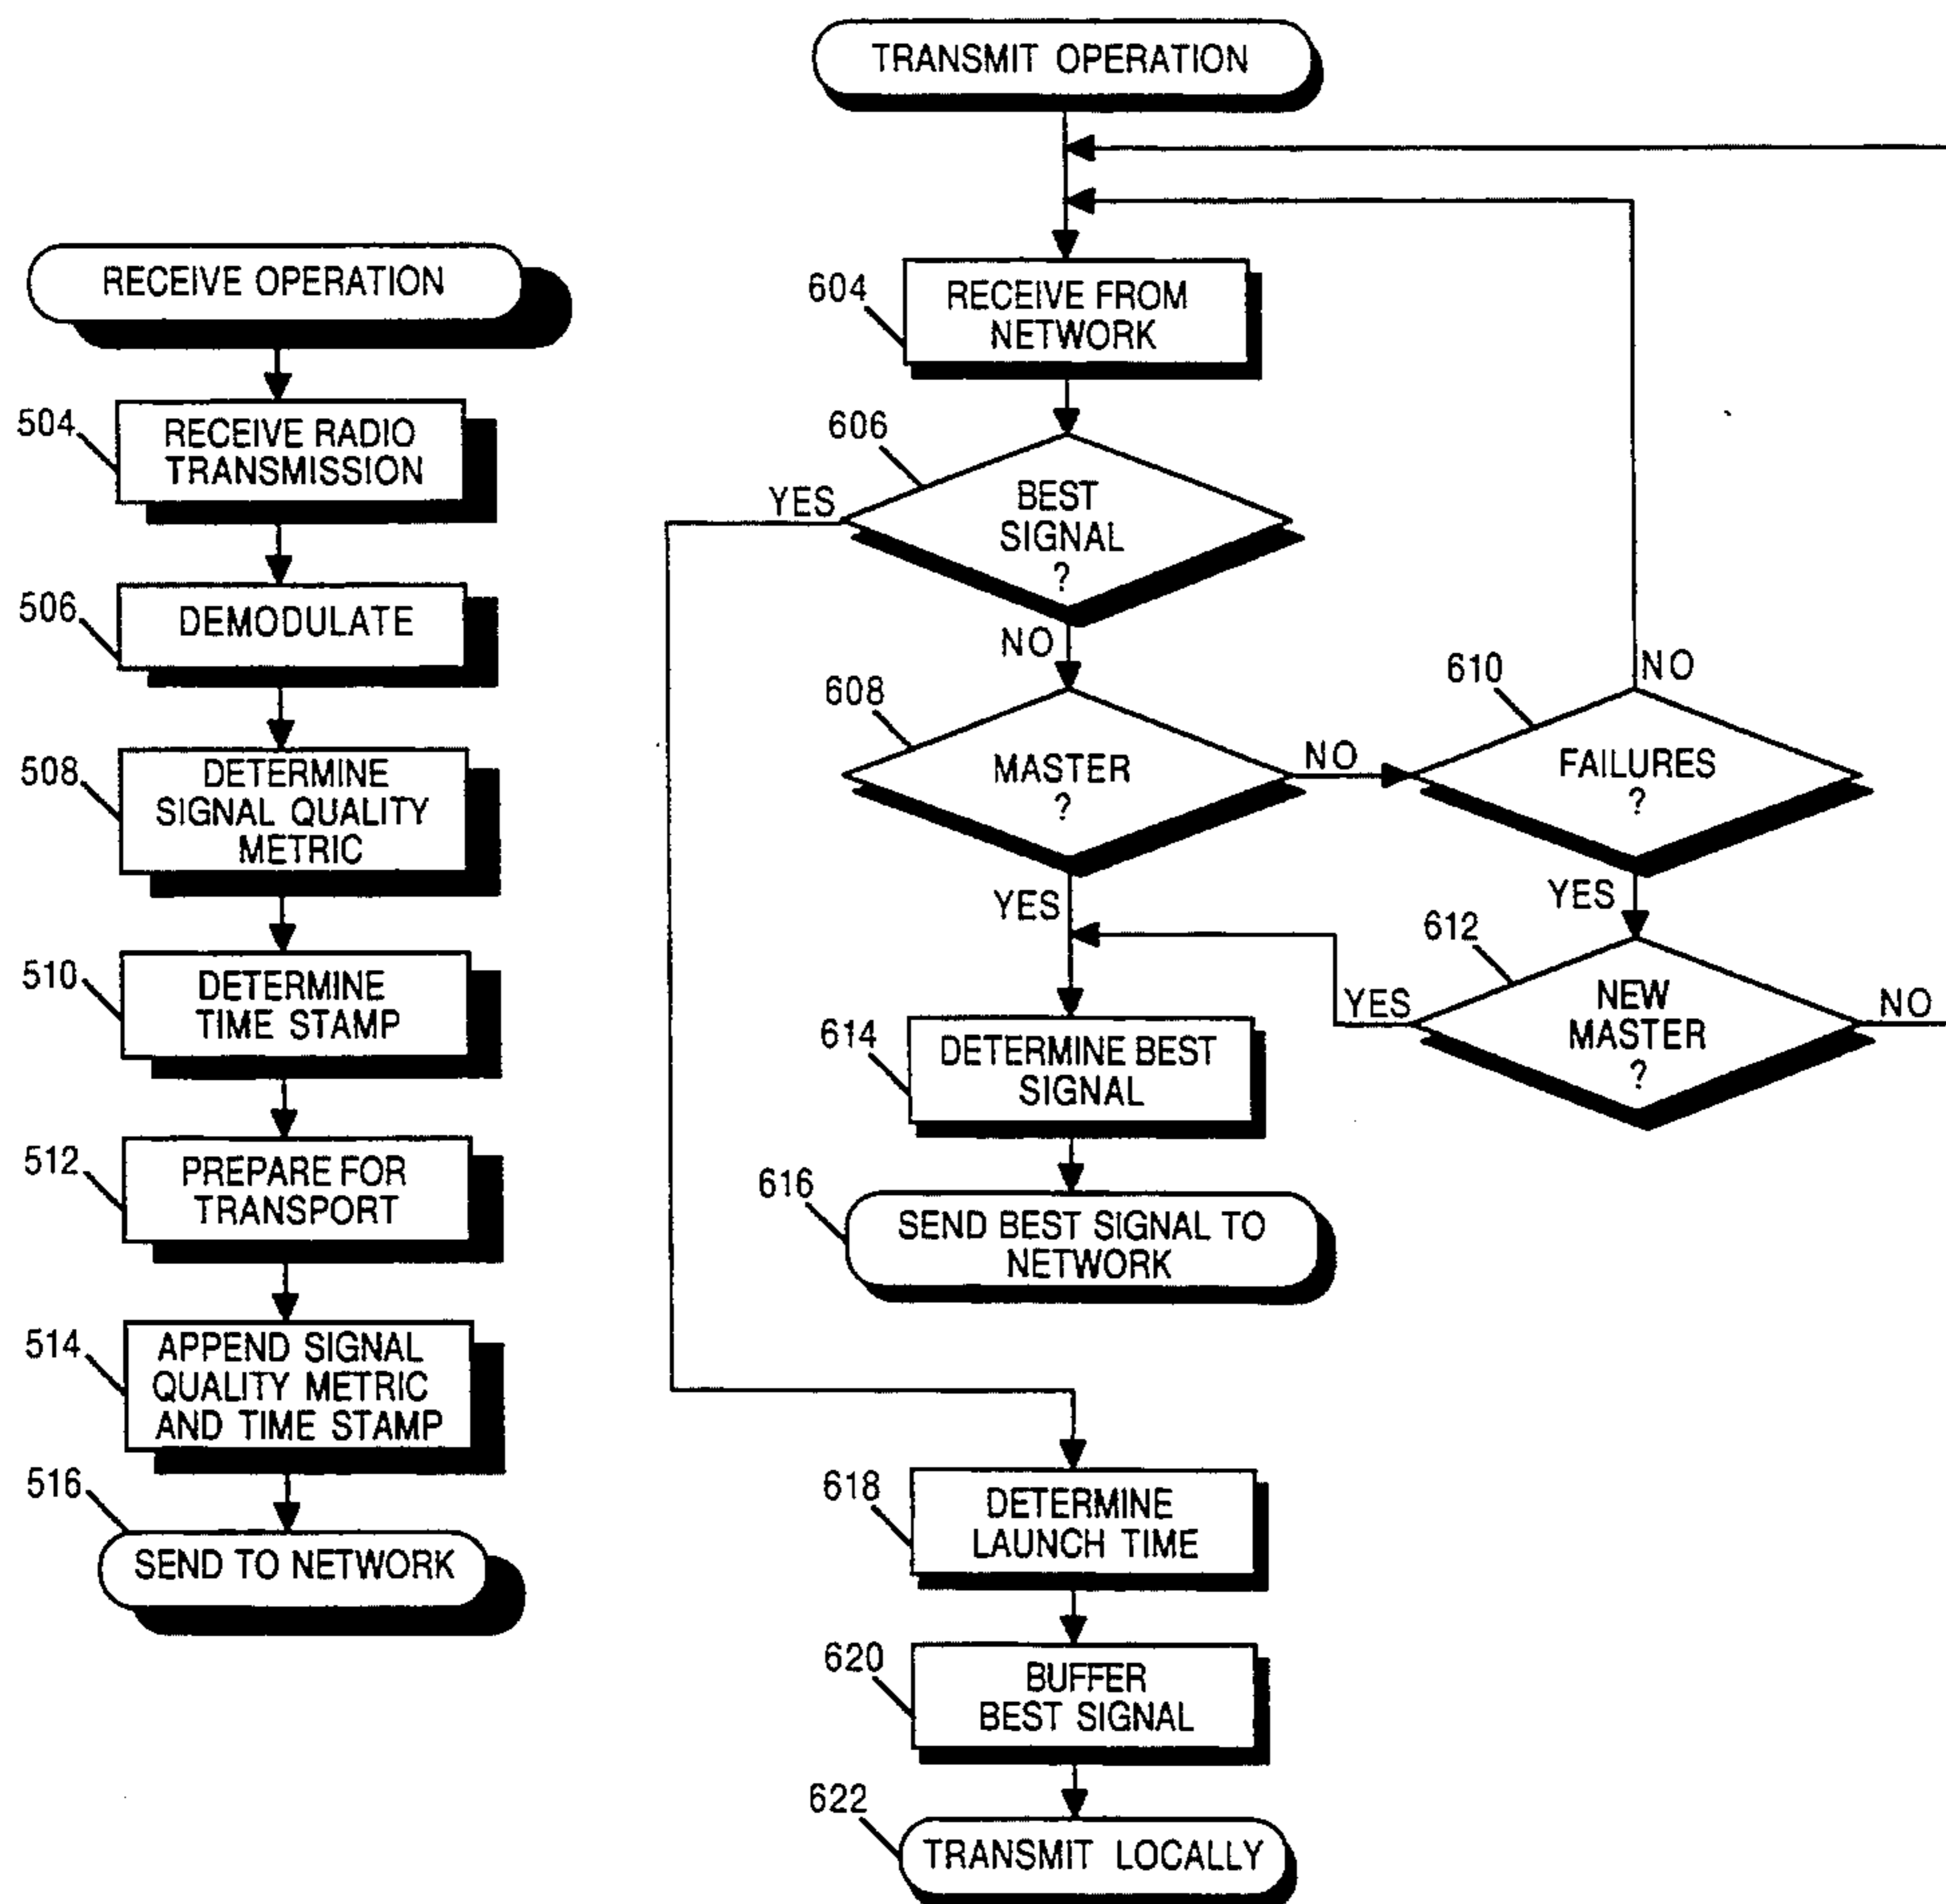 RECEIVE OPERATION
504
RECEIVE RADIO
TRANSMISSION
506
DEMODULATE
508
DETERMINE
SIGNAL QUALITY
METRIC
510
DETERMINE
TIME STAMP
512
PREPARE FOR
TRANSPORT
514
APPEND SIGNAL
QUALITY METRIC
AND TIME STAMP
516
SEND TO NETWORK
TRANSMIT OPERATION
604
RECEIVE FROM
NETWORK
606
YES
BEST
SIGNAL
?
NO
608
MASTER
?
NO
YES
610
NO
FAILURES
?
YES
612
YES
NEW
MASTER
?
NO
614
DETERMINE BEST
SIGNAL
616
SEND BEST SIGNAL TO
NETWORK
618
DETERMINE
LAUNCH TIME
620
BUFFER
BEST SIGNAL
622
TRANSMIT LOCALLY